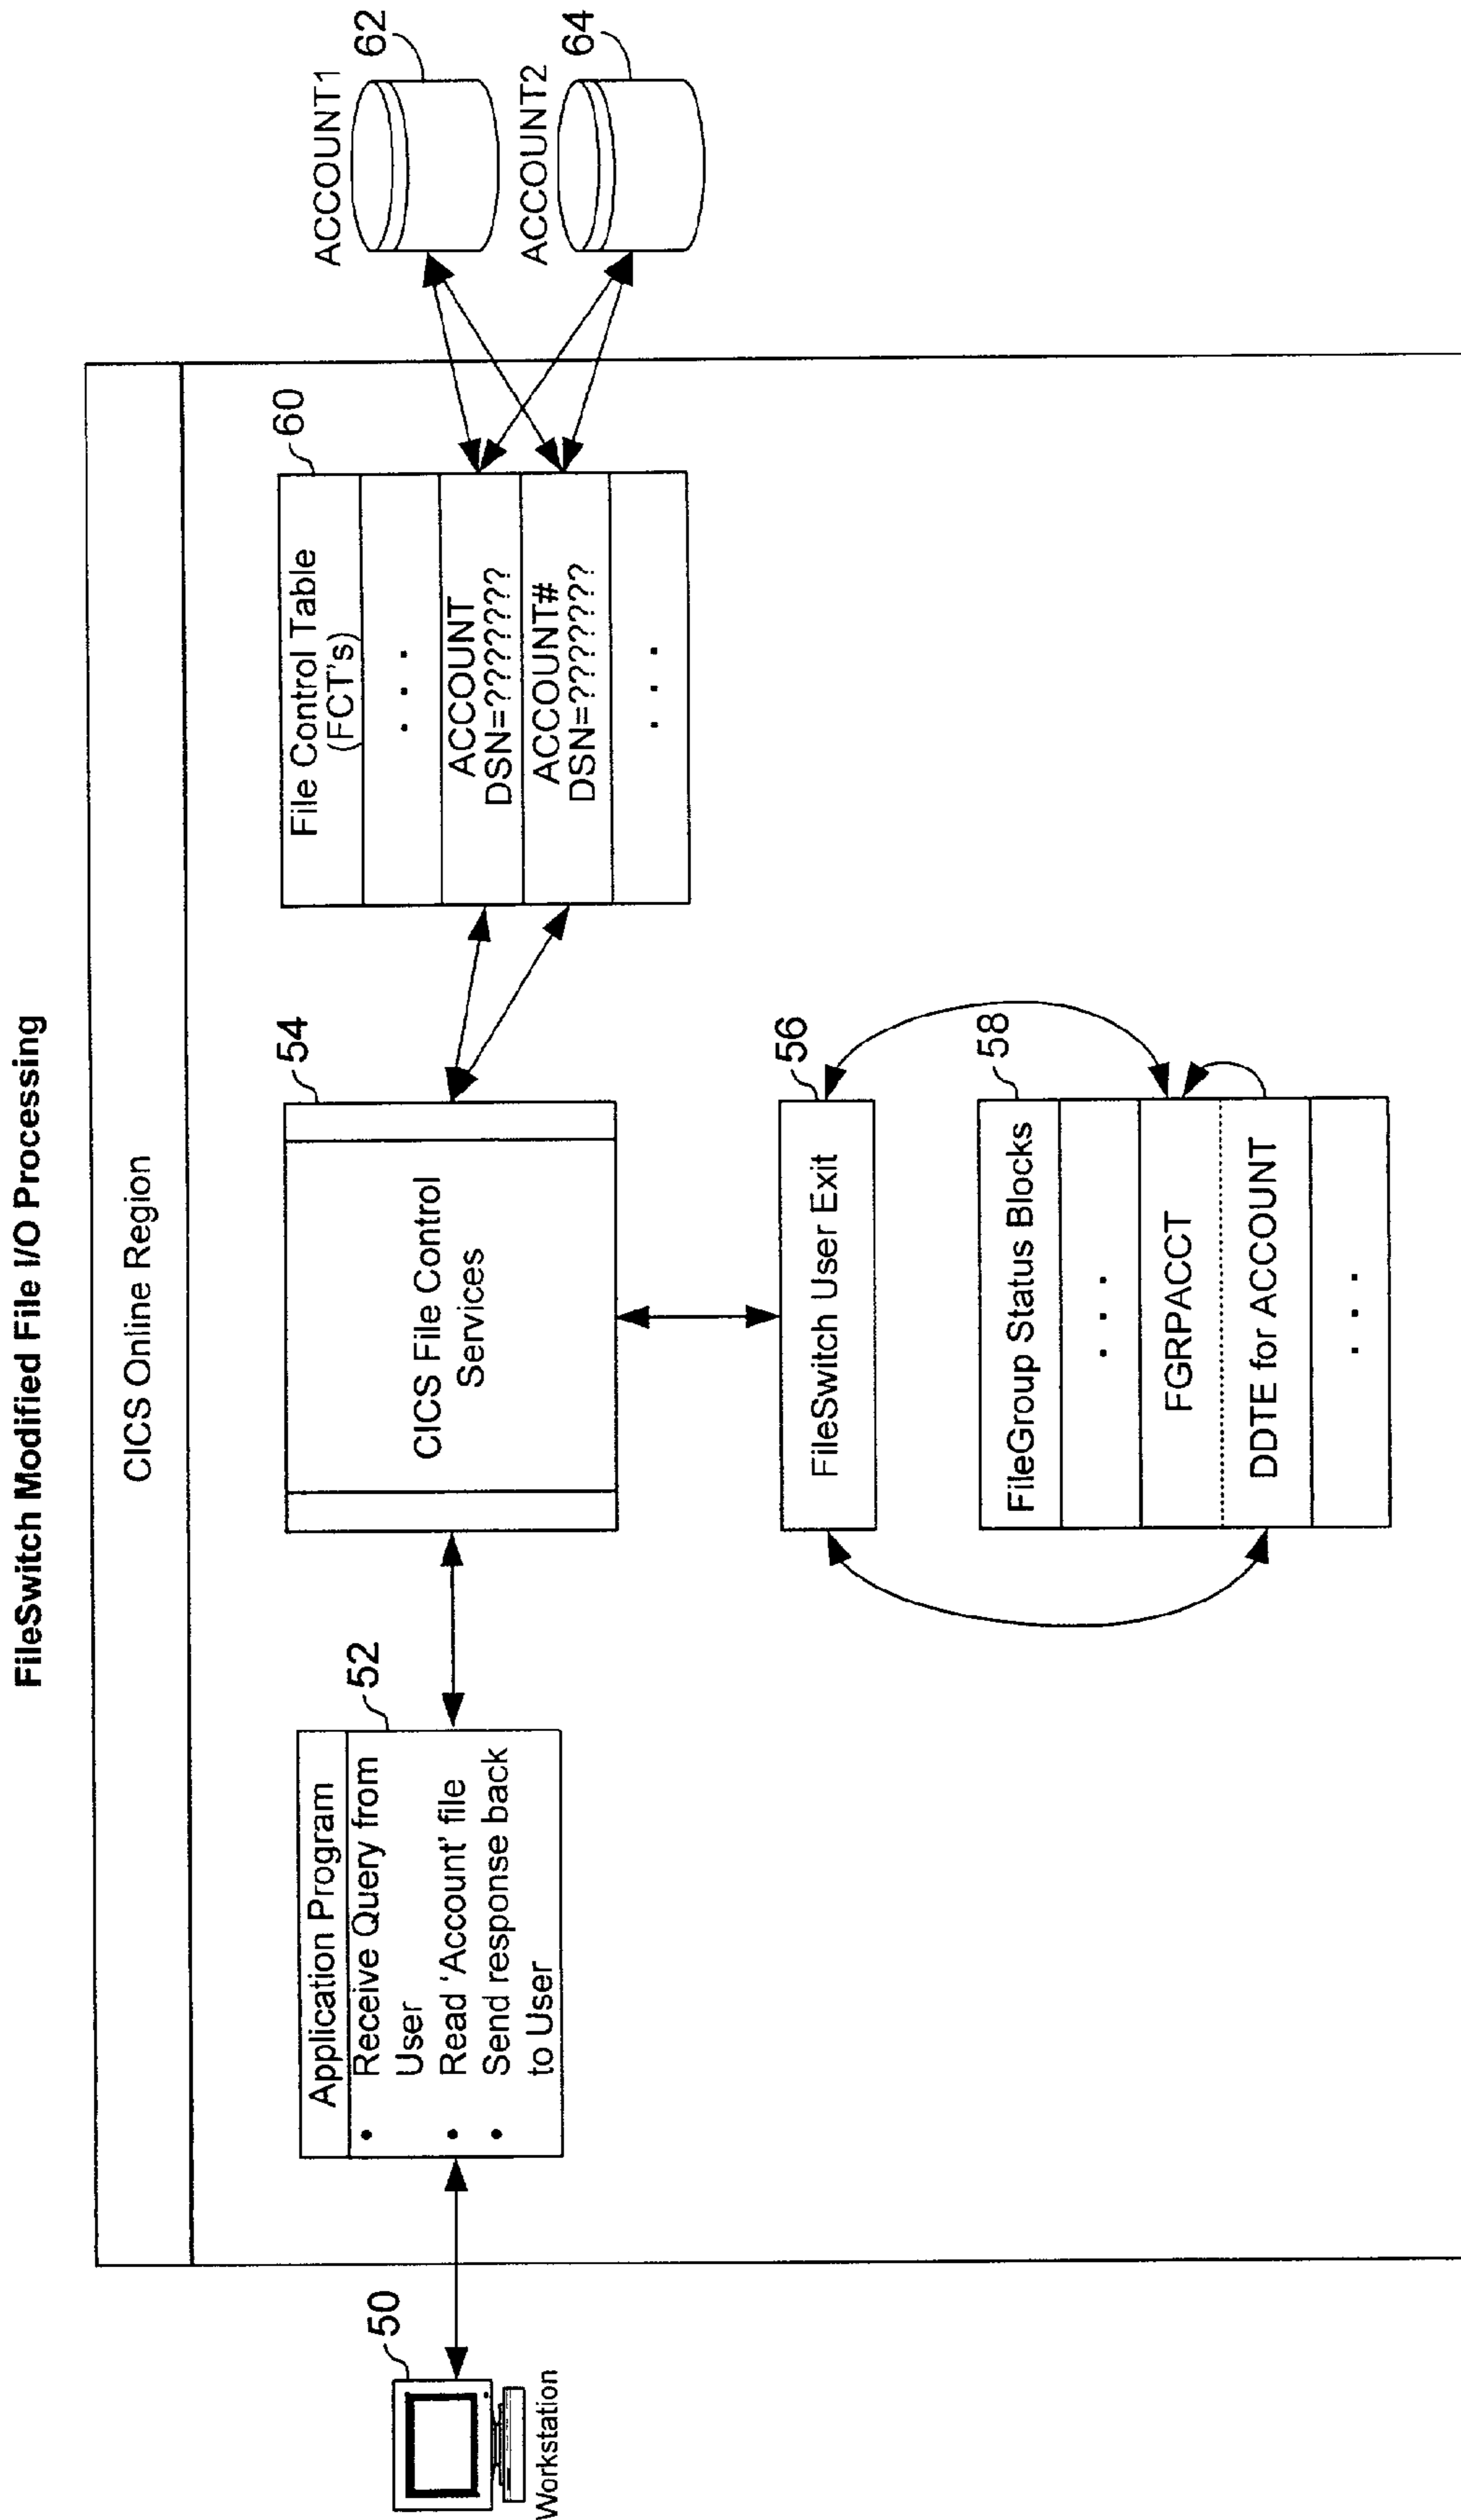 FileSwitch Modified File I/O Processing
CICS Online Region
50
Workstation
52
Application Program
• Receive Query from
User
• Read 'Account' file
• Send response back
to User
54
CICS File Control
Services
56
FileSwitch User Exit
58
FileGroup Status Blocks
. . .
FGRPACCT
DDTE for ACCOUNT
. . .
60
File Control Table
(FCT's)
. . .
ACCOUNT
DSN=???????
ACCOUNT#
DSN=???????
. . .
ACCOUNT1
62
ACCOUNT2
64